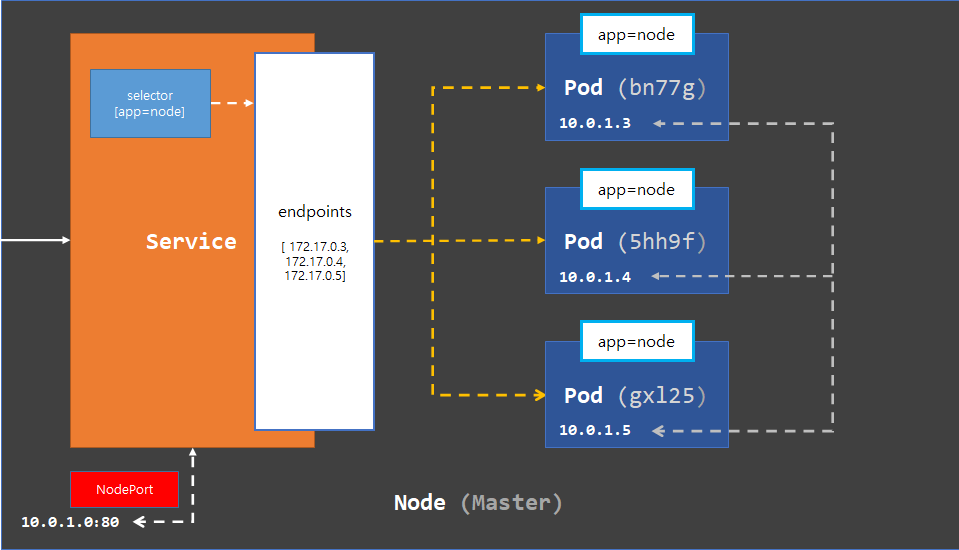 app=node
Pod (bn77g)
10.0.1.3
selector
[app=node]
endpoints
[ 172.17.0.3,
172.17.0.4,
172.17.0.5]
Service
app=node
Pod (5hh9f)
10.0.1.4
app=node
Pod (gxl25)
10.0.1.5
NodePort
10.0.1.0:80
Node (Master)